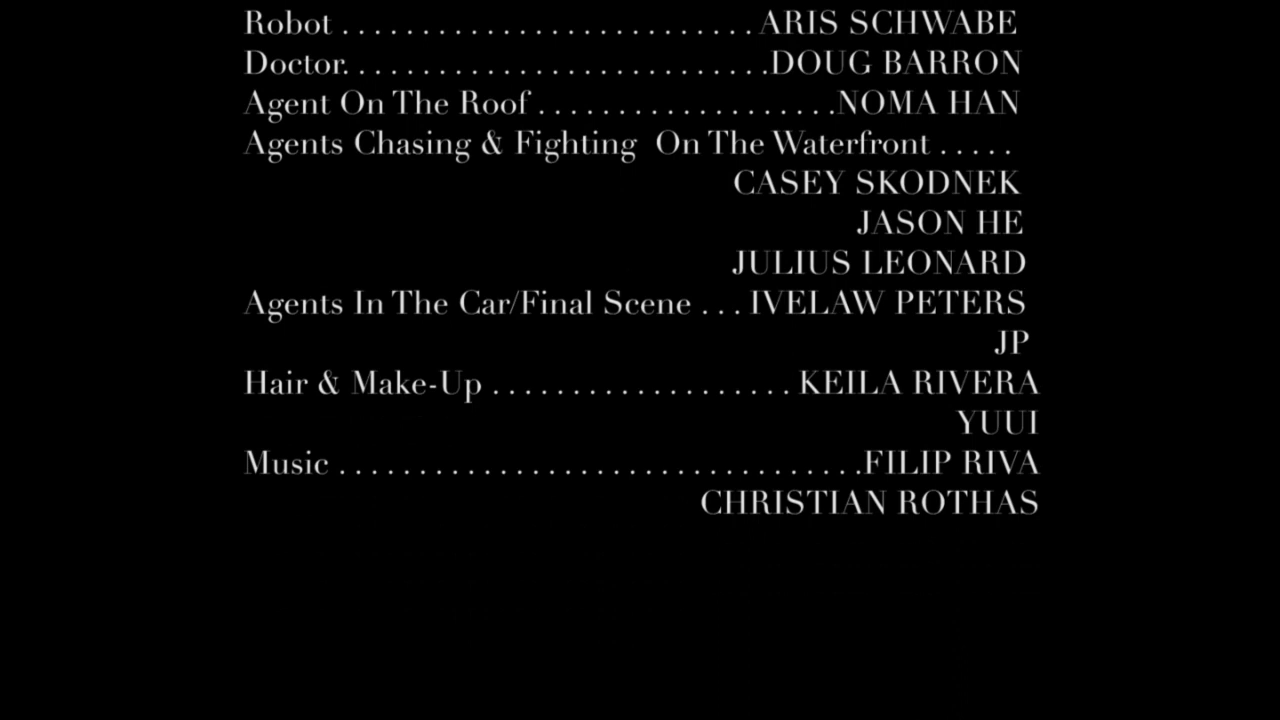 Robot . . . . . . . . . . . . . . . . . . . . . . . . . . ARIS SCHWABE
Doctor. . . . . . . . . . . . . . . . . . . . . . . . . . .DOUG BARRON
Agent On The Roof . . . . . . . . . . . . . . . . . . .NOMA HAN
Agents Chasing & Fighting  On The Waterfront . . . . .
CASEY SKODNEK
JASON HE
JULIUS LEONARD
Agents In The Car/Final Scene . . . IVELAW PETERS
JP
Hair & Make-Up . . . . . . . . . . . . . . . . . . . KEILA RIVERA
YUUI
Music . . . . . . . . . . . . . . . . . . . . . . . . . . . . . . . . .FILIP RIVA
CHRISTIAN ROTHAS